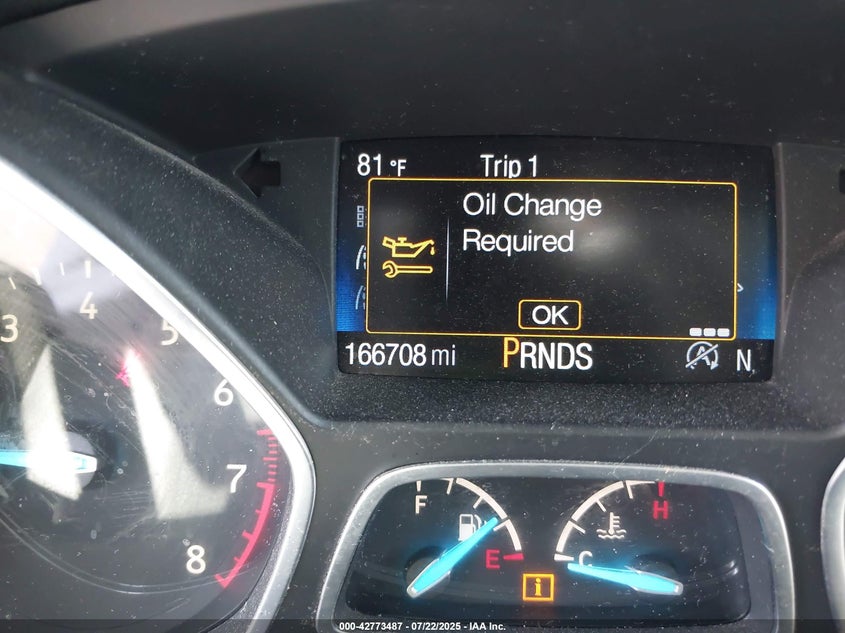 81 °F Trip 1
Oil Change
Required
OK
166708 mi PRNDS N
3 4 5 6 7 8
F E
C H
i
000-42773487 - 07/22/2025 - IAA Inc.